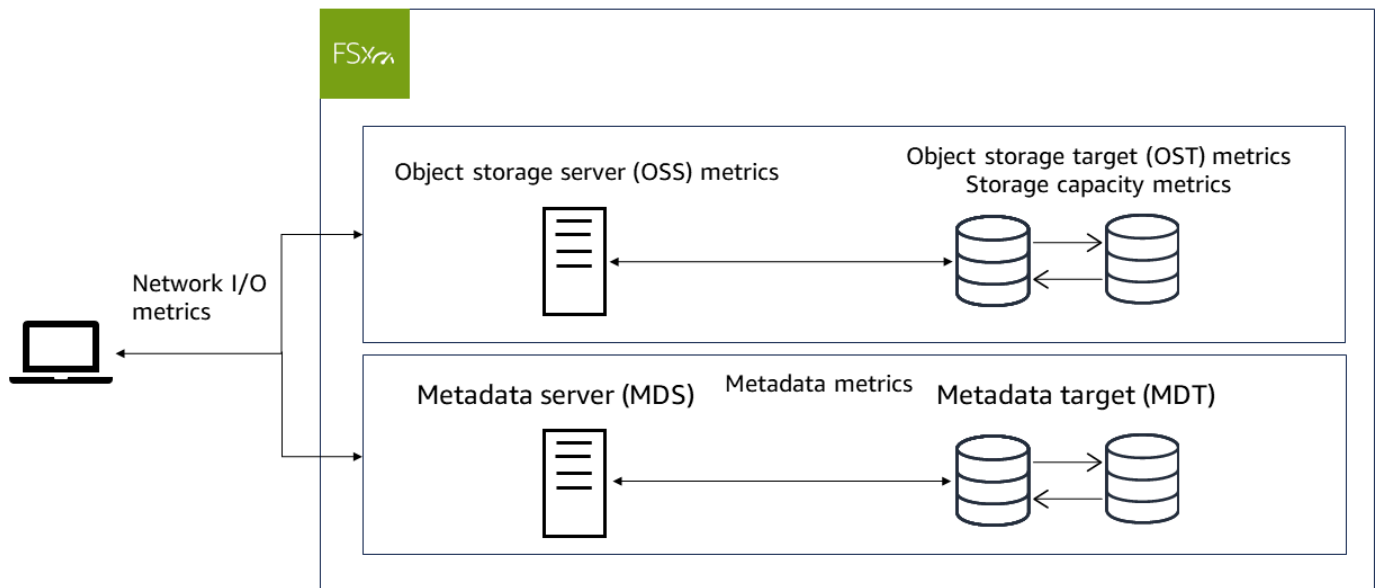 FSx
Object storage server (OSS) metrics
Object storage target (OST) metrics
Storage capacity metrics
Network I/O
metrics
Metadata server (MDS)
Metadata metrics
Metadata target (MDT)